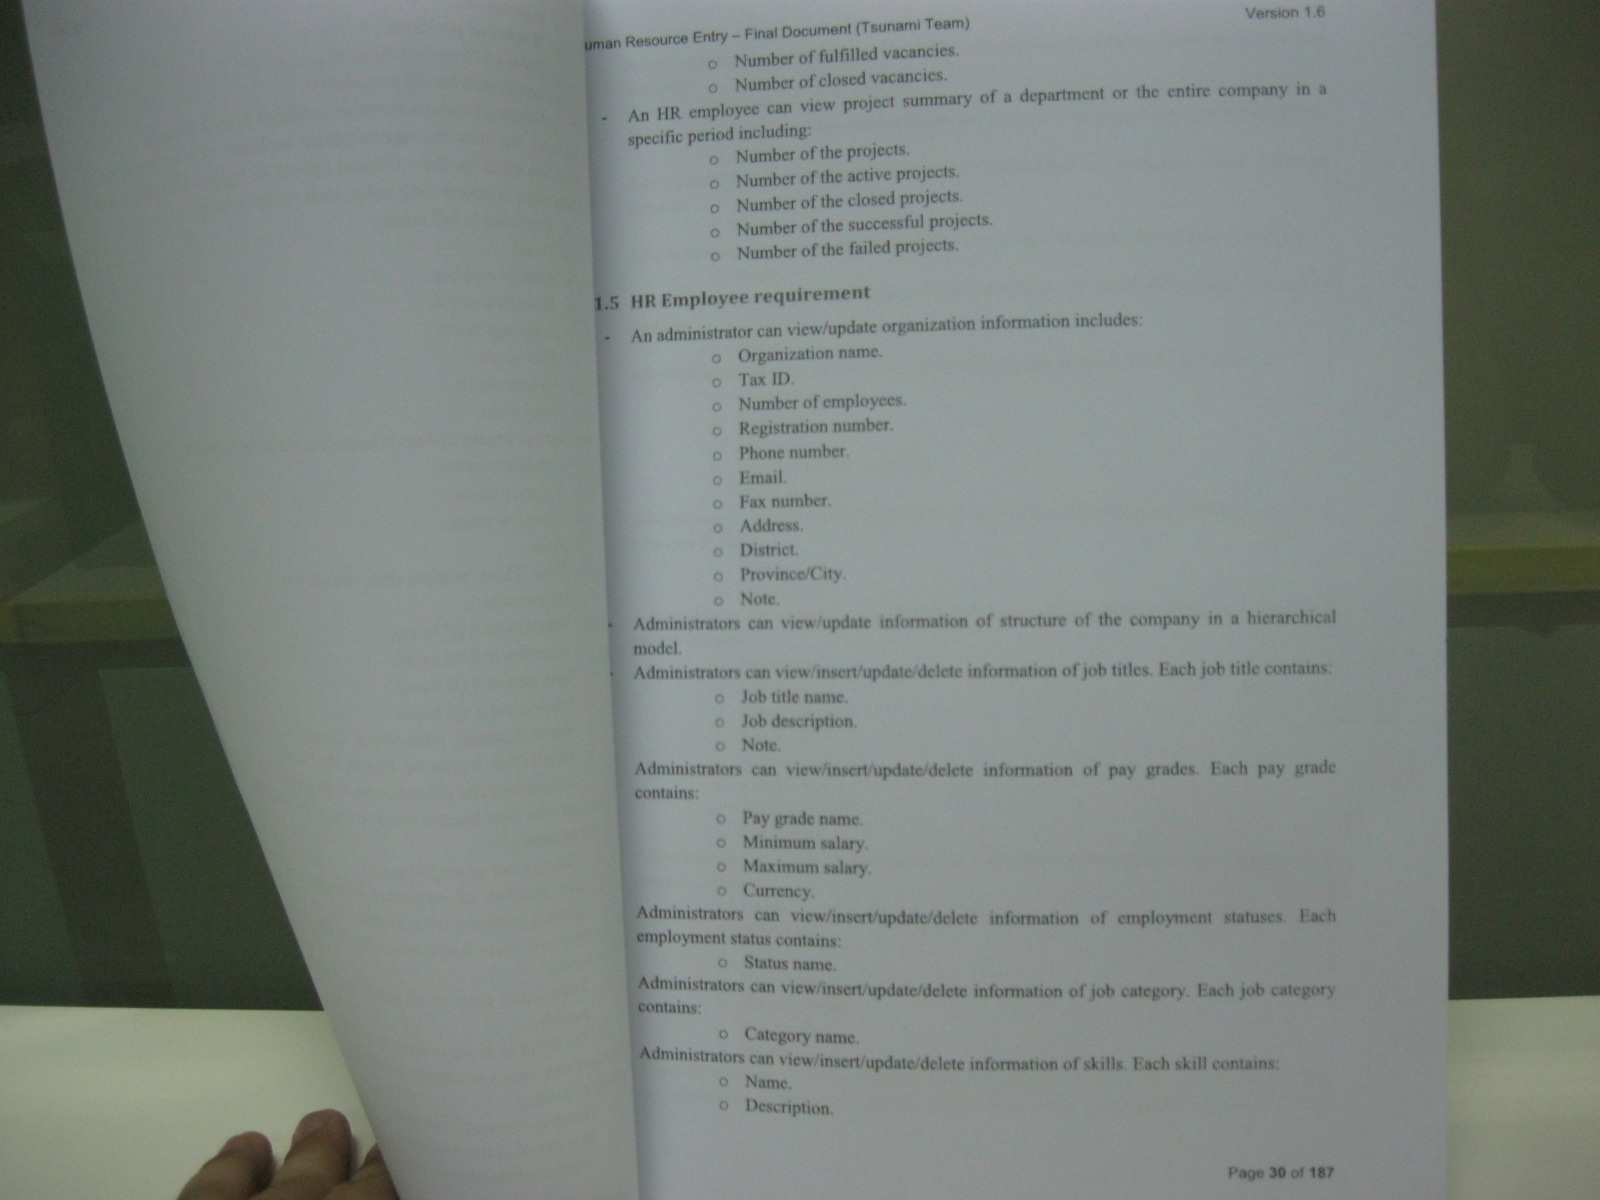 uman Resource Entry – Final Document (Tsunami Team) Version 1.6
o Number of fulfilled vacancies.
o Number of closed vacancies.
- An HR employee can view project summary of a department or the entire company in a
specific period including:
o Number of the projects.
o Number of the active projects.
o Number of the closed projects.
o Number of the successful projects.
o Number of the failed projects.
1.5 HR Employee requirement
- An administrator can view/update organization information includes:
o Organization name.
o Tax ID.
o Number of employees.
o Registration number.
o Phone number.
o Email.
o Fax number.
o Address.
o District.
o Province/City.
o Note.
- Administrators can view/update information of structure of the company in a hierarchical
model.
- Administrators can view/insert/update/delete information of job titles. Each job title contains:
o Job title name.
o Job description.
o Note.
Administrators can view/insert/update/delete information of pay grades. Each pay grade
contains:
o Pay grade name.
o Minimum salary.
o Maximum salary.
o Currency.
Administrators can view/insert/update/delete information of employment statuses. Each
employment status contains:
o Status name.
Administrators can view/insert/update/delete information of job category. Each job category
contains:
o Category name.
Administrators can view/insert/update/delete information of skills. Each skill contains:
o Name.
o Description.
Page 30 of 187